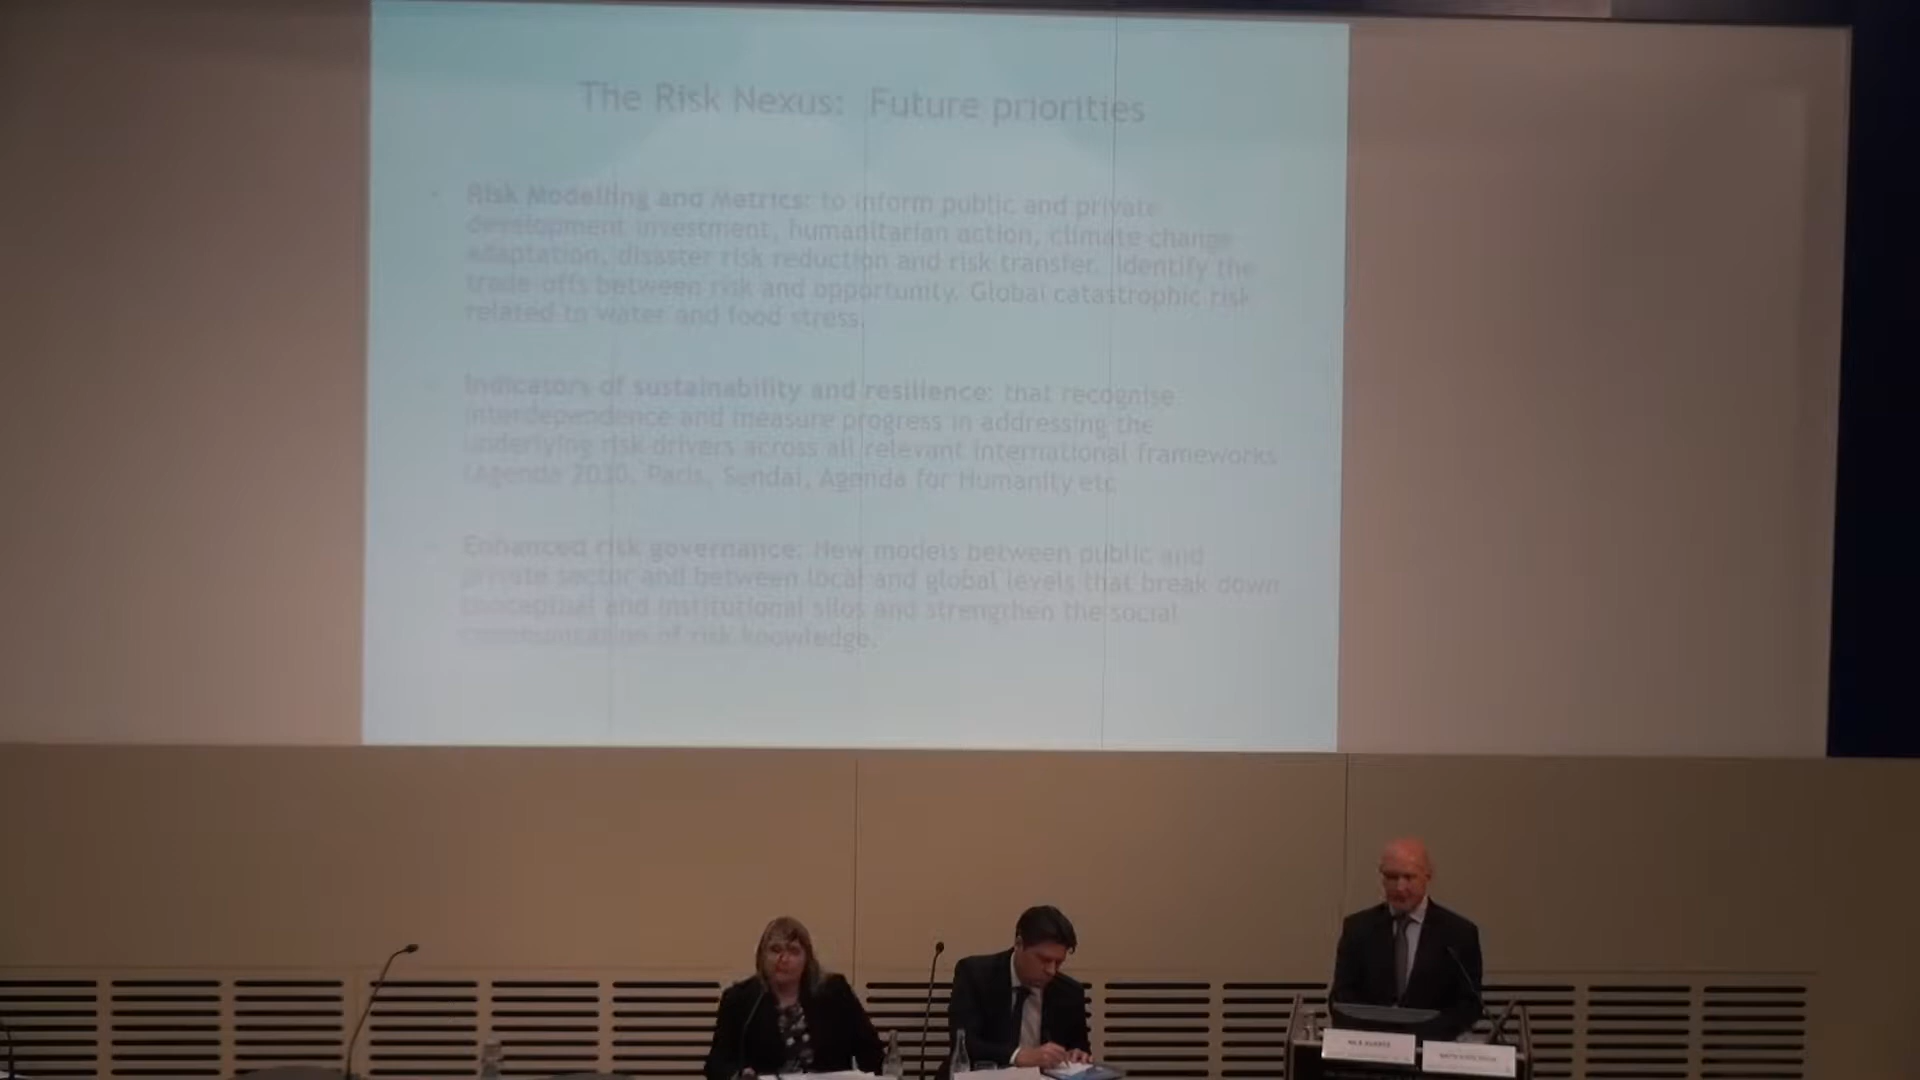 The Risk Nexus: Future priorities
Risk Modelling and Metrics: to inform public and private
development investment, humanitarian action, climate change
adaptation, disaster risk reduction and risk transfer. Identify the
trade offs between risk and opportunity. Global catastrophic risk
related to water and food stress.
Indicators of sustainability and resilience: that recognise
interdependence and measure progress in addressing the
underlying risk drivers across all relevant international frameworks
(Agenda 2030, Paris, Sendai, Agenda for Humanity etc
Enhanced risk governance: New models between public and
private sector and between local and global levels that break down
conceptual and institutional silos and strengthen the social
communication of risk knowledge.